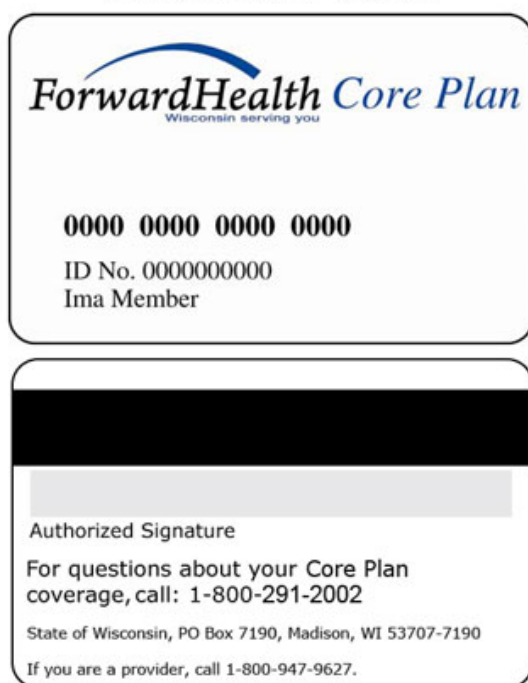 ForwardHealth Core Plan
Wisconsin serving you
0000 0000 0000 0000
ID No. 0000000000
Ima Member
Authorized Signature
For questions about your Core Plan
coverage, call: 1-800-291-2002
State of Wisconsin, PO Box 7190, Madison, WI 53707-7190
If you are a provider, call 1-800-947-9627.